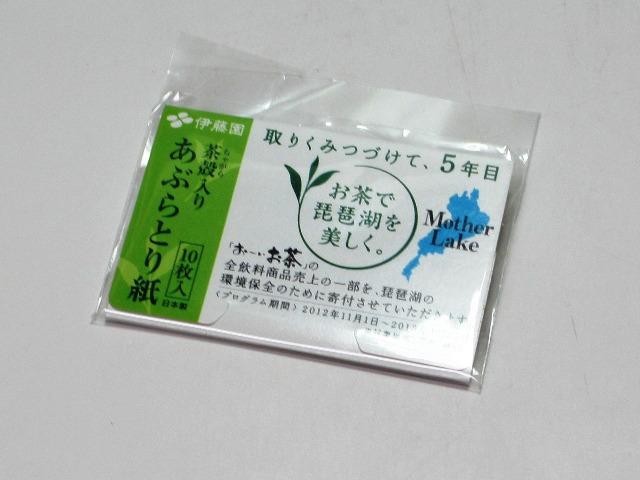 伊藤園
ちゃがら
茶殻入り
あぶらとり紙
10枚入
日本製
取りくみつづけて、5年目
お茶で
琵琶湖を
美しく。
Mother
Lake
「お〜いお茶」の
全飲料商品売上の一部を、琵琶湖の
環境保全のために寄付させていただきます
〈プログラム期間〉2012年11月1日～201